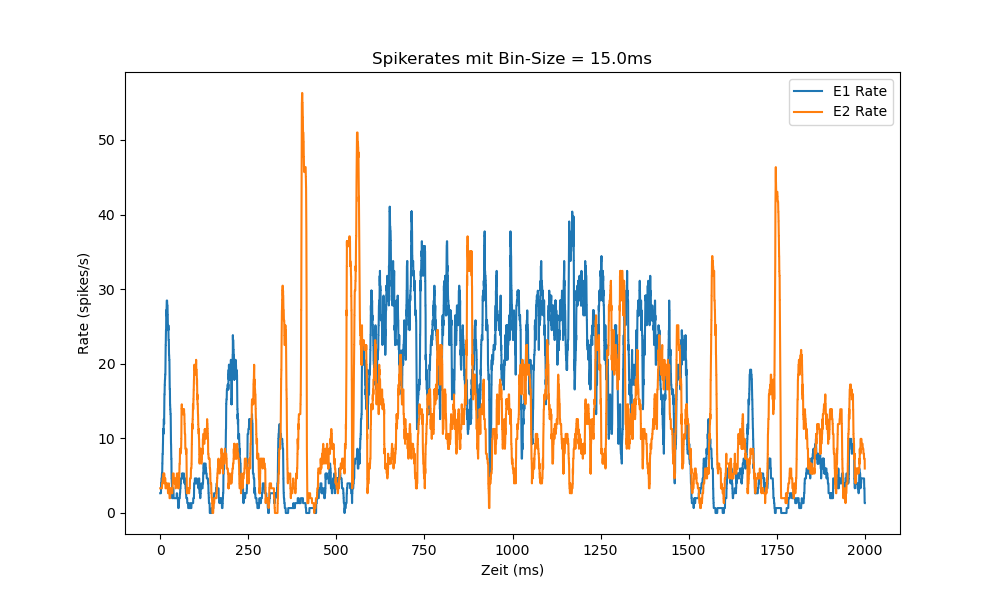 Spikerates mit Bin-Size = 15.0ms
E1 Rate
E2 Rate
50
40
30
20
10
0
Rate (spikes/s)
0 250 500 750 1000 1250 1500 1750 2000
Zeit (ms)